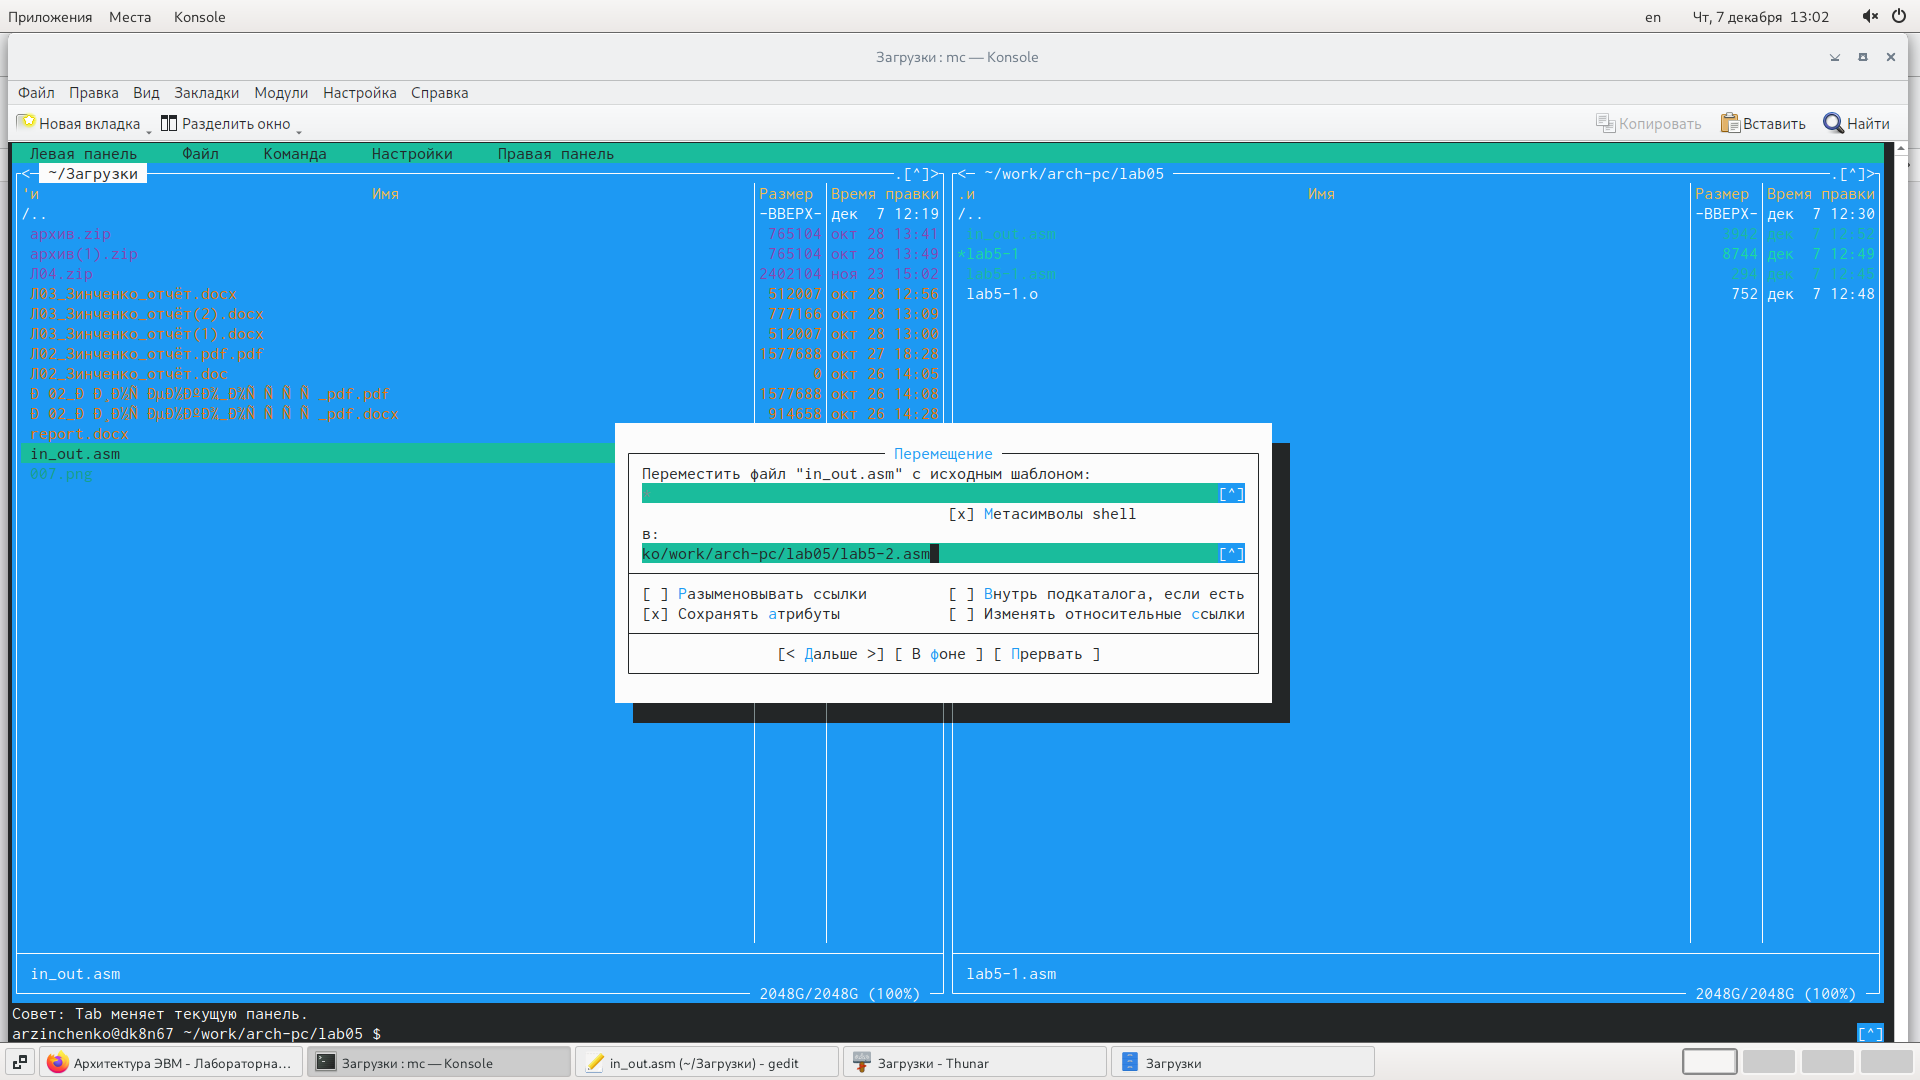 Приложения Места Konsole en Чт, 7 декабря 13:02
Загрузки : mc — Konsole
Файл Правка Вид Закладки Модули Настройка Справка
Новая вкладка Разделить окно Копировать Вставить Найти
Левая панель Файл Команда Настройки Правая панель
<─ ~/Загрузки .[^]> <─ ~/work/arch-pc/lab05 .[^]>
'и Имя Размер Время правки .и Имя Размер Время правки
/.. -ВВЕРХ- дек 7 12:19 /.. -ВВЕРХ- дек 7 12:30
архив.zip 765104 окт 28 13:41 in_out.asm 3942 дек 7 12:52
архив(1).zip 765104 окт 28 13:49 *lab5-1 8744 дек 7 12:49
Л04.zip 2402104 ноя 23 15:02 lab5-1.asm 294 дек 7 12:45
Л03_Зинченко_отчёт.docx 512007 окт 28 12:56 lab5-1.o 752 дек 7 12:48
Л03_Зинченко_отчёт(2).docx 777166 окт 28 13:09
Л03_Зинченко_отчёт(1).docx 512007 окт 28 13:00
Л02_Зинченко_отчёт.pdf.pdf 1577688 окт 27 18:28
Л02_Зинченко_отчёт.doc 0 окт 26 14:05
_pdf.pdf 1577688 окт 26 14:08
_pdf.docx 914658 окт 26 14:28
report.docx
in_out.asm
007.png
Перемещение
Переместить файл "in_out.asm" с исходным шаблоном:
* [^]
[x] Метасимволы shell
в:
ko/work/arch-pc/lab05/lab5-2.asm [^]
[ ] Разыменовывать ссылки [ ] Внутрь подкаталога, если есть
[x] Сохранять атрибуты [ ] Изменять относительные ссылки
[< Дальше >] [ В фоне ] [ Прервать ]
in_out.asm lab5-1.asm
2048G/2048G (100%) 2048G/2048G (100%)
Совет: Tab меняет текущую панель.
arzinchenko@dk8n67 ~/work/arch-pc/lab05 $ [^]
Архитектура ЭВМ - Лабораторна... Загрузки : mc — Konsole in_out.asm (~/Загрузки) - gedit Загрузки - Thunar Загрузки